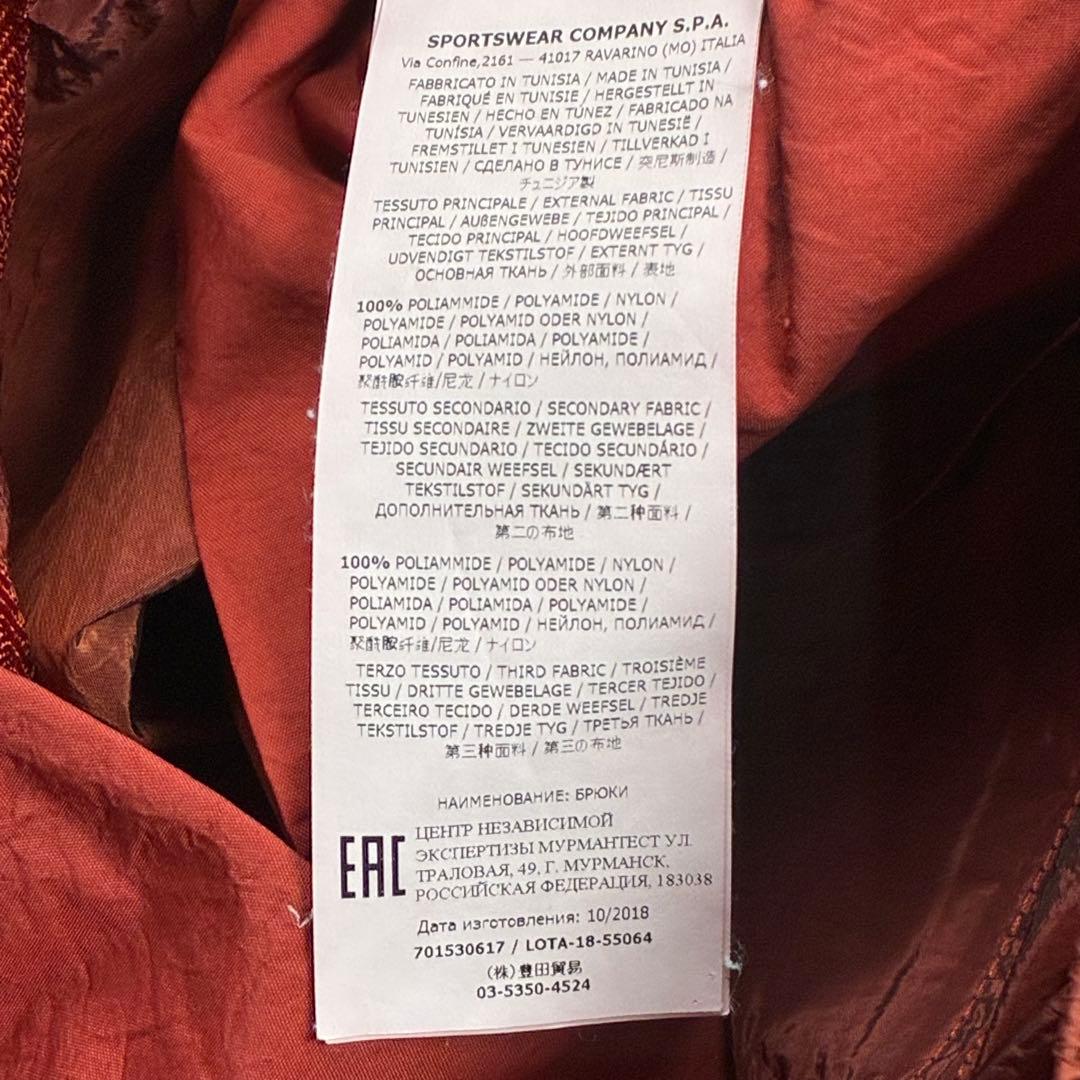 SPORTSWEAR COMPANY S.P.A.
Via Confine,2161 — 41017 RAVARINO (MO) ITALIA
FABBRICATO IN TUNISIA / MADE IN TUNISIA /
FABRIQUÉ EN TUNISIE / HERGESTELLT IN
TUNESIEN / HECHO EN TÚNEZ / FABRICADO NA
TUNÍSIA / VERVAARDIGD IN TUNESIË /
FREMSTILLET I TUNESIEN / TILLVERKAD I
TUNISIEN / СДЕЛАНО В ТУНИСЕ / 突尼斯制造 /
チュニジア製
TESSUTO PRINCIPALE / EXTERNAL FABRIC / TISSU
PRINCIPAL / AUßENGEWEBE / TEJIDO PRINCIPAL /
TECIDO PRINCIPAL / HOOFDWEEFSEL /
UDVENDIGT TEKSTILSTOF / EXTERNT TYG /
ОСНОВНАЯ ТКАНЬ / 外部面料 / 表地
100% POLIAMMIDE / POLYAMIDE / NYLON /
POLYAMIDE / POLYAMID ODER NYLON /
POLIAMIDA / POLIAMIDA / POLYAMIDE /
POLYAMID / POLYAMID / НЕЙЛОН, ПОЛИАМИД /
聚酰胺纤维/尼龙 / ナイロン
TESSUTO SECONDARIO / SECONDARY FABRIC /
TISSU SECONDAIRE / ZWEITE GEWEBELAGE /
TEJIDO SECUNDARIO / TECIDO SECUNDÁRIO /
SECUNDAIR WEEFSEL / SEKUNDÆRT
TEKSTILSTOF / SEKUNDÄRT TYG /
ДОПОЛНИТЕЛЬНАЯ ТКАНЬ / 第二种面料 /
第二の布地
100% POLIAMMIDE / POLYAMIDE / NYLON /
POLYAMIDE / POLYAMID ODER NYLON /
POLIAMIDA / POLIAMIDA / POLYAMIDE /
POLYAMID / POLYAMID / НЕЙЛОН, ПОЛИАМИД /
聚酰胺纤维/尼龙 / ナイロン
TERZO TESSUTO / THIRD FABRIC / TROISIÈME
TISSU / DRITTE GEWEBELAGE / TERCER TEJIDO /
TERCEIRO TECIDO / DERDE WEEFSEL / TREDJE
TEKSTILSTOF / TREDJE TYG / ТРЕТЬЯ ТКАНЬ /
第三种面料 / 第三の布地
НАИМЕНОВАНИЕ: БРЮКИ
EAC
ЦЕНТР НЕЗАВИСИМОЙ
ЭКСПЕРТИЗЫ МУРМАНТЕСТ УЛ.
ТРАЛОВАЯ, 49, Г. МУРМАНСК,
РОССИЙСКАЯ ФЕДЕРАЦИЯ, 183038
Дата изготовления: 10/2018
701530617 / LOTA-18-55064
(株)豊田貿易
03-5350-4524